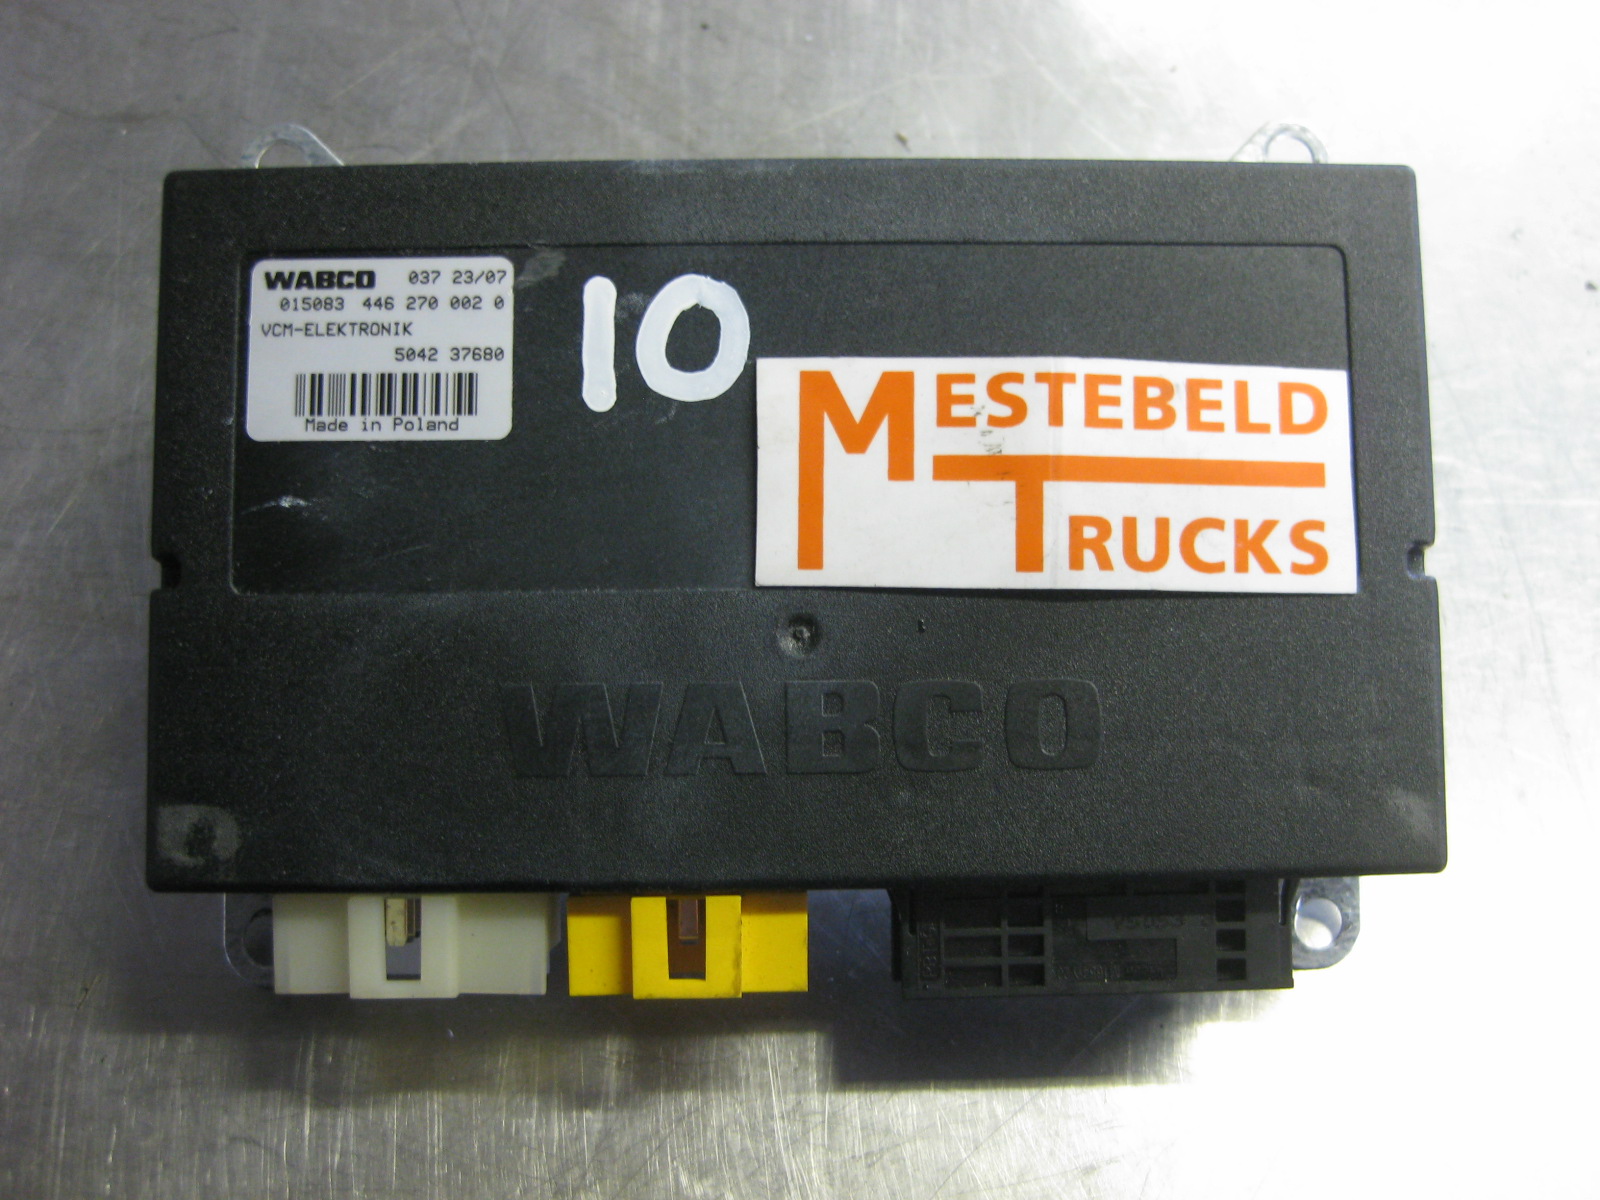 WABCO 037 23/07
015083 446 270 002 0
VCM-ELEKTRONIK
5042 37680
Made in Poland
10
MESTEBELD
TRUCKS
WABCO